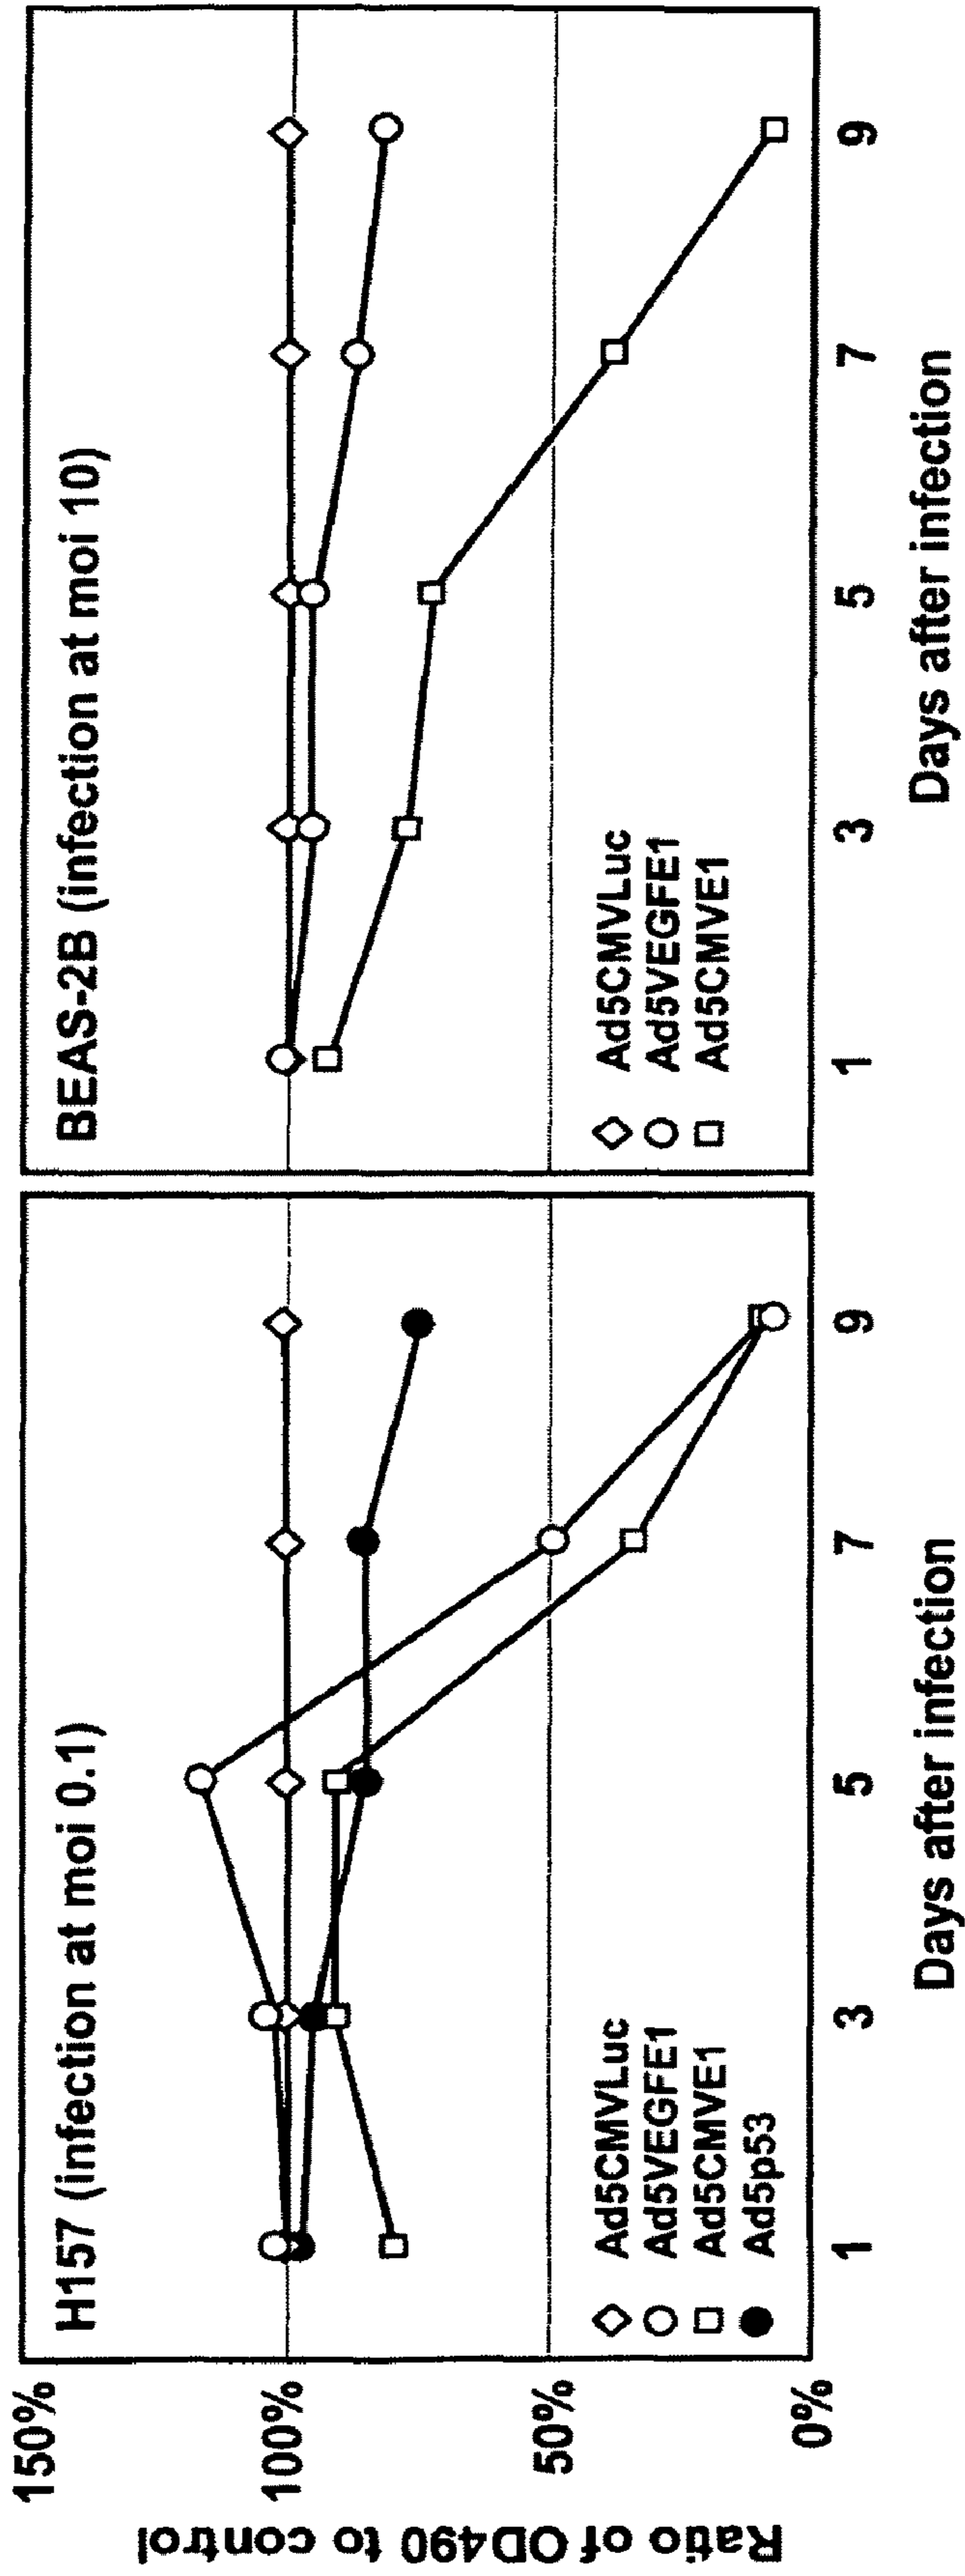 Ratio of OD490 to control
150%
100%
50%
0%
H157 (infection at moi 0.1)
Ad5CMVLuc
Ad5VEGFE1
Ad5CMVE1
Ad5p53
1 3 5 7 9
Days after infection
BEAS-2B (infection at moi 10)
Ad5CMVLuc
Ad5VEGFE1
Ad5CMVE1
1 3 5 7 9
Days after infection